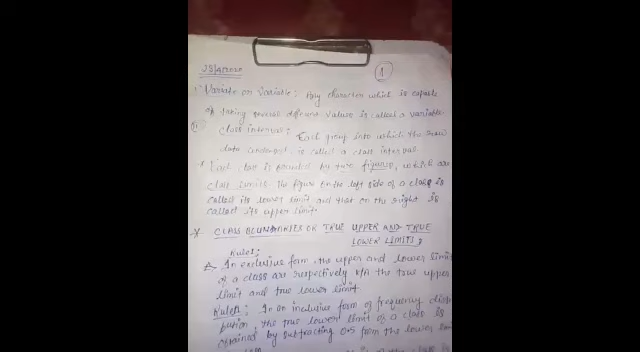 1
Variate or Variable: Any character which is capable
of taking several different values is called a variable.
Class interval: Each group into which the raw
data condensed is called a class interval.
Each class is bounded by two figures, which are
class limits. The figure on the left side of a class is
called its lower limit and that on the right is
called its upper limit.
CLASS BOUNDARIES OR TRUE UPPER AND TRUE
LOWER LIMITS:
Rules:
In exclusive form, the upper and lower limit
of a class are respectively the true upper
limit and true lower limit.
In an inclusive form of frequency distr
bution, the true lower limit of a class is
obtained by subtracting 0.5 from the lower